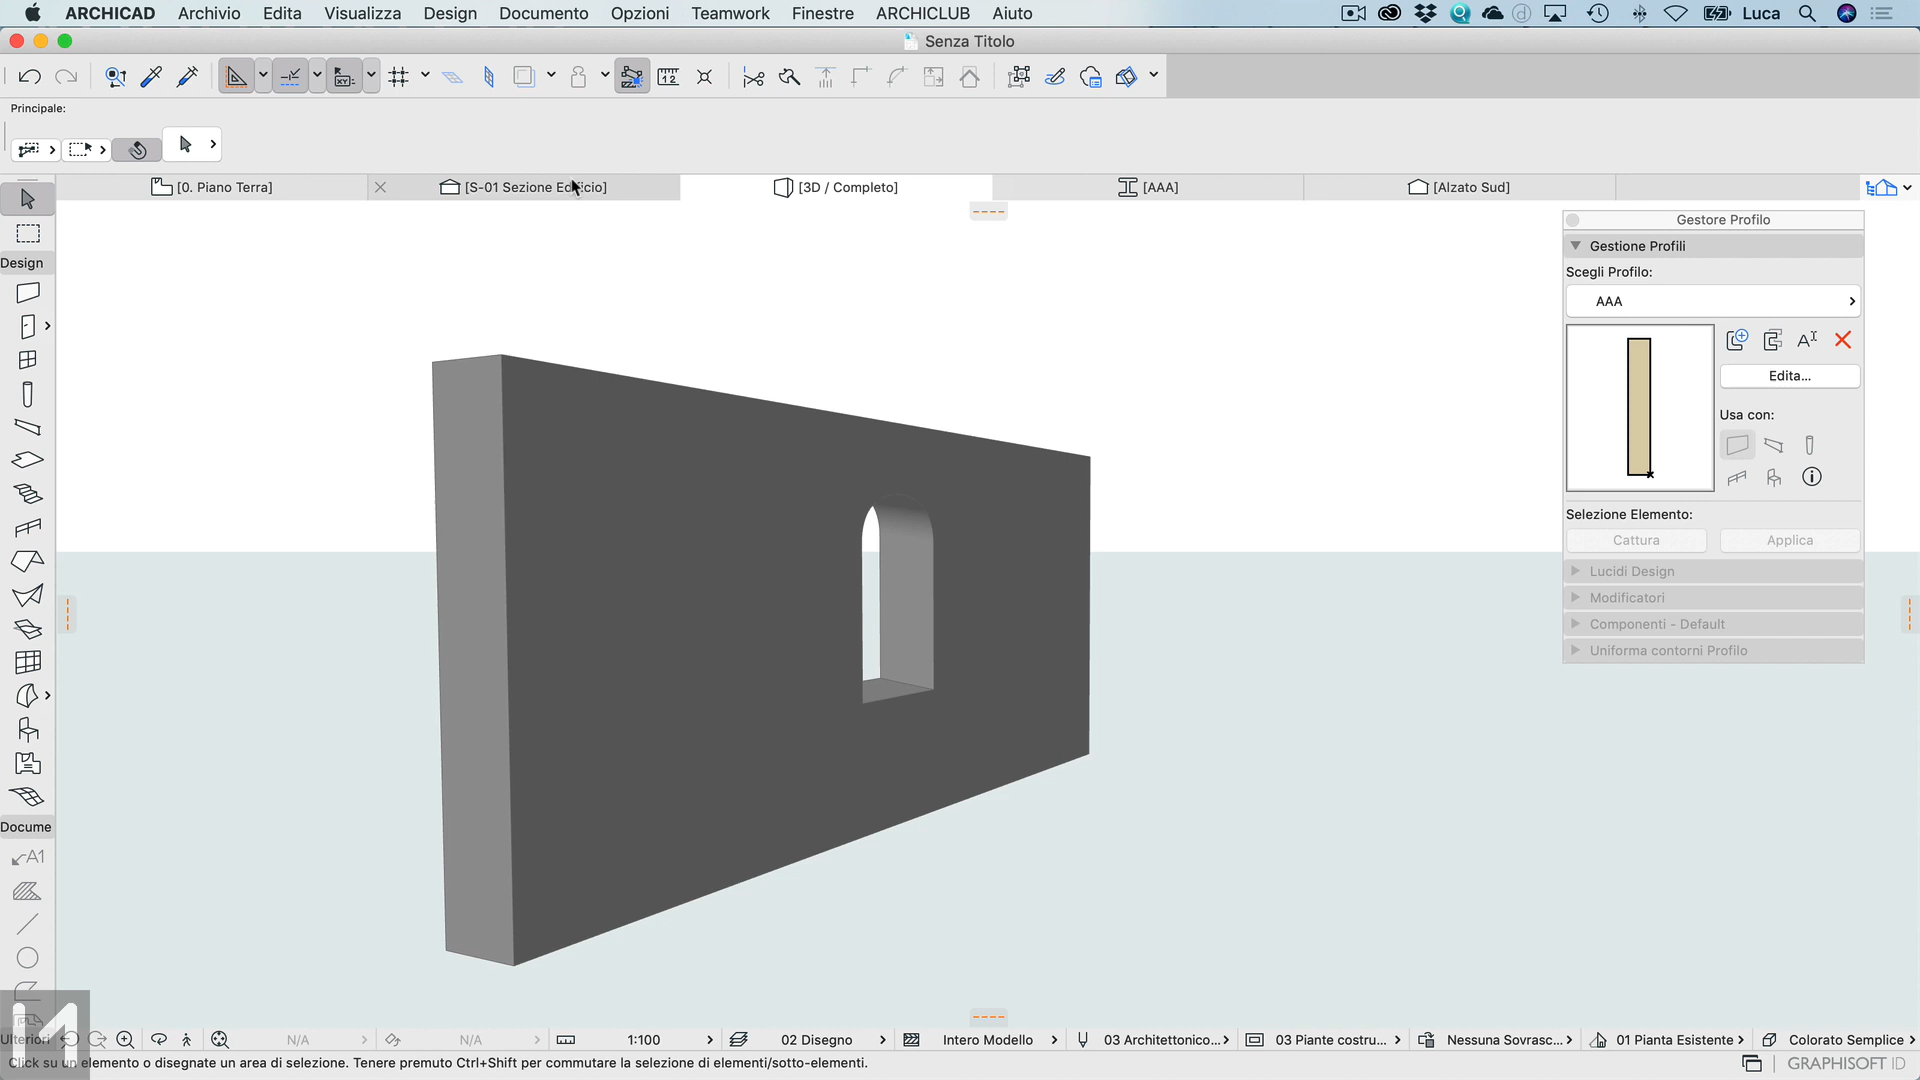 ARCHICAD Archivio Edita Visualizza Design Documento Opzioni Teamwork Finestre ARCHICLUB Aiuto Luca
Senza Titolo
Principale:
[0. Piano Terra] [S-01 Sezione Edificio] [3D / Completo] [AAA] [Alzato Sud]
Gestore Profilo
Gestione Profili
Scegli Profilo:
AAA
Edita...
Usa con:
Selezione Elemento:
Cattura Applica
Lucidi Design
Modificatori
Componenti - Default
Uniforma contorni Profilo
Design
Docume
A1
Ulteriori N/A N/A 1:100 02 Disegno Intero Modello 03 Architettonico... 03 Piante costru... Nessuna Sovrasc... 01 Pianta Esistente Colorato Semplice
Click su un elemento o disegnate un area di selezione. Tenere premuto Ctrl+Shift per commutare la selezione di elementi/sotto-elementi.
GRAPHISOFT ID